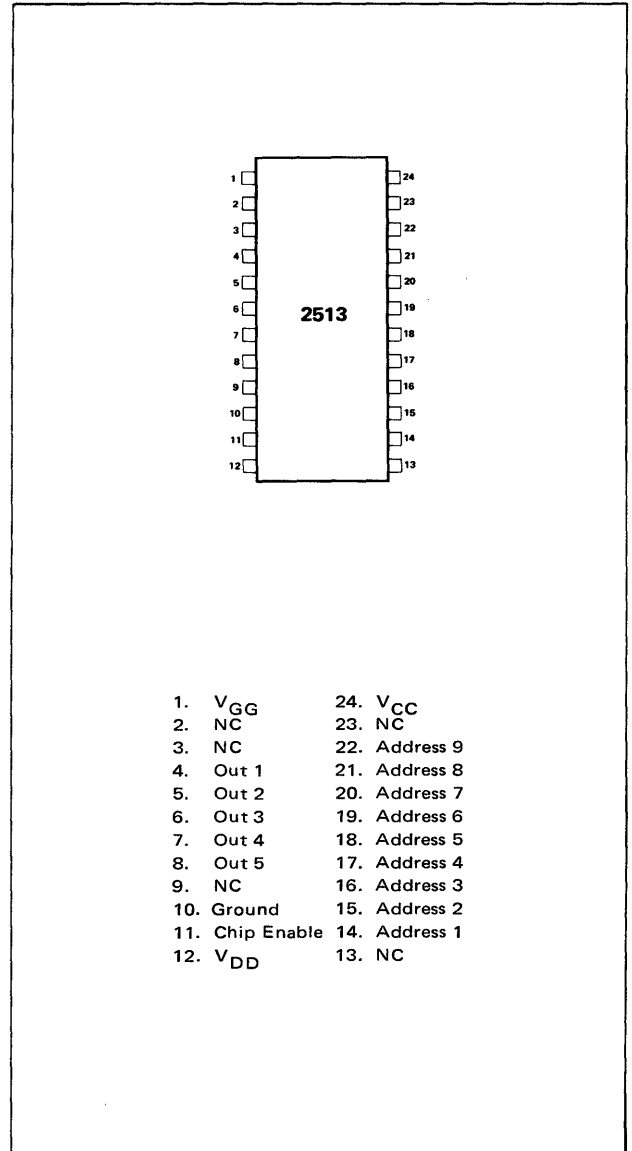 1 24
2 23
3 22
4 21
5 20
6 2513 19
7 18
8 17
9 16
10 15
11 14
12 13
1. VGG 24. VCC
2. NC 23. NC
3. NC 22. Address 9
4. Out 1 21. Address 8
5. Out 2 20. Address 7
6. Out 3 19. Address 6
7. Out 4 18. Address 5
8. Out 5 17. Address 4
9. NC 16. Address 3
10. Ground 15. Address 2
11. Chip Enable 14. Address 1
12. VDD 13. NC